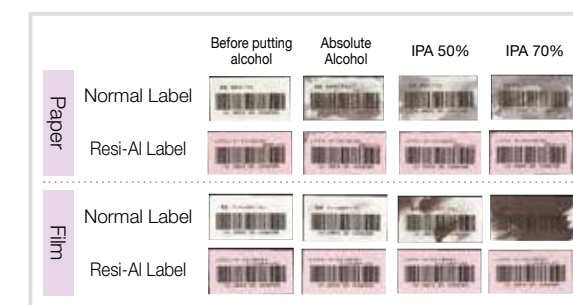 Before putting alcohol
Absolute Alcohol
IPA 50%
IPA 70%
Paper
Normal Label
Resi-Al Label
Film
Normal Label
Resi-Al Label